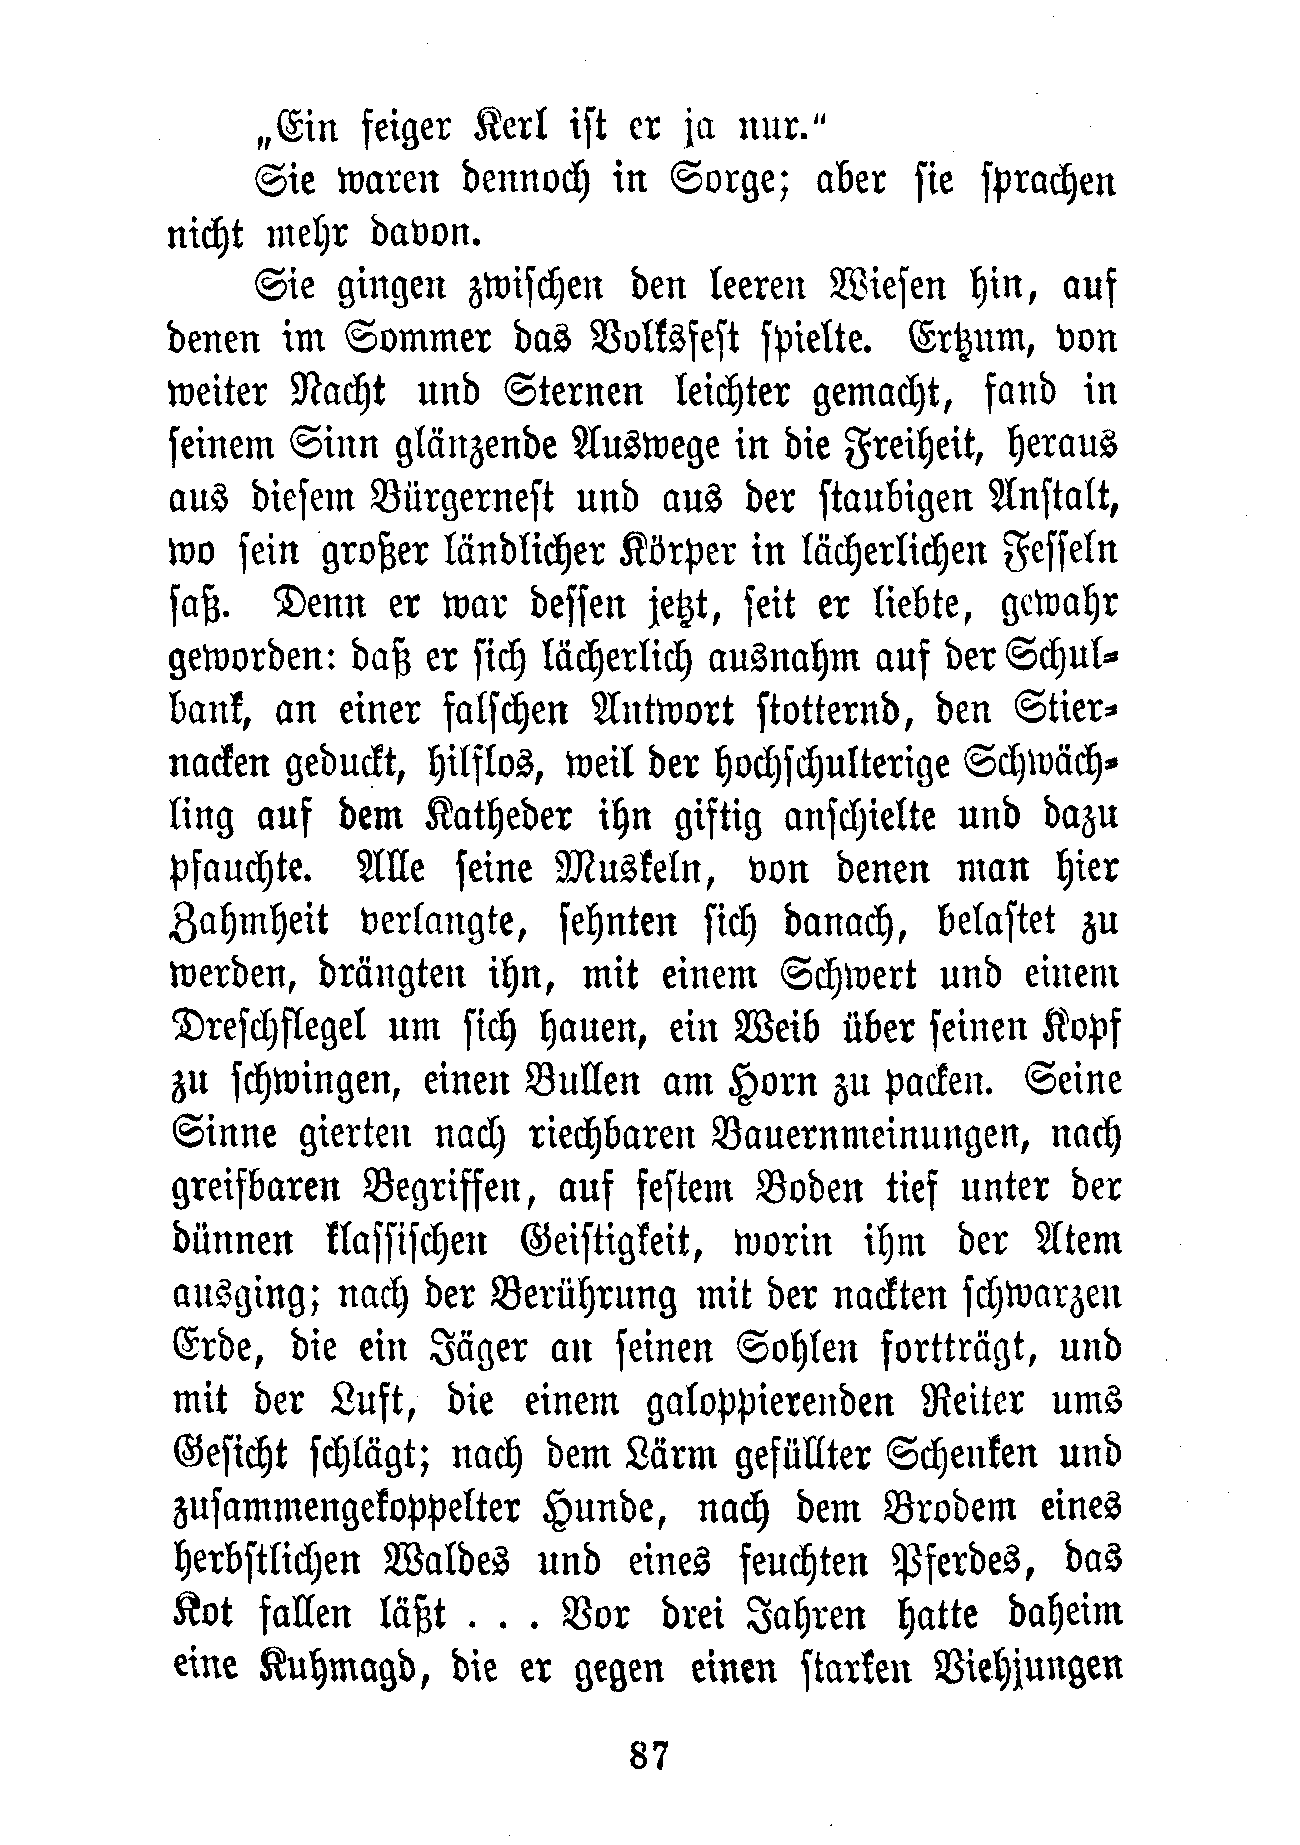 „Ein feiger Kerl ist er ja nur.“
Sie waren dennoch in Sorge; aber sie sprachen
nicht mehr davon.
Sie gingen zwischen den leeren Wiesen hin, auf
denen im Sommer das Volksfest spielte. Ertzum, von
weiter Nacht und Sternen leichter gemacht, fand in
seinem Sinn glänzende Auswege in die Freiheit, heraus
aus diesem Bürgernest und aus der staubigen Anstalt,
wo sein großer ländlicher Körper in lächerlichen Fesseln
saß. Denn er war dessen jetzt, seit er liebte, gewahr
geworden: daß er sich lächerlich ausnahm auf der Schul-
bank, an einer falschen Antwort stotternd, den Stier-
nacken geduckt, hilflos, weil der hochschulterige Schwäch-
ling auf dem Katheder ihn giftig anschielte und dazu
pfauchte. Alle seine Muskeln, von denen man hier
Zahmheit verlangte, sehnten sich danach, belastet zu
werden, drängten ihn, mit einem Schwert und einem
Dreschflegel um sich hauen, ein Weib über seinen Kopf
zu schwingen, einen Bullen am Horn zu packen. Seine
Sinne gierten nach riechbaren Bauernmeinungen, nach
greifbaren Begriffen, auf festem Boden tief unter der
dünnen klassischen Geistigkeit, worin ihm der Atem
ausging; nach der Berührung mit der nackten schwarzen
Erde, die ein Jäger an seinen Sohlen fortträgt, und
mit der Luft, die einem galoppierenden Reiter ums
Gesicht schlägt; nach dem Lärm gefüllter Schenken und
zusammengekoppelter Hunde, nach dem Brodem eines
herbstlichen Waldes und eines feuchten Pferdes, das
Kot fallen läßt . . . Vor drei Jahren hatte daheim
eine Kuhmagd, die er gegen einen starken Viehjungen
87